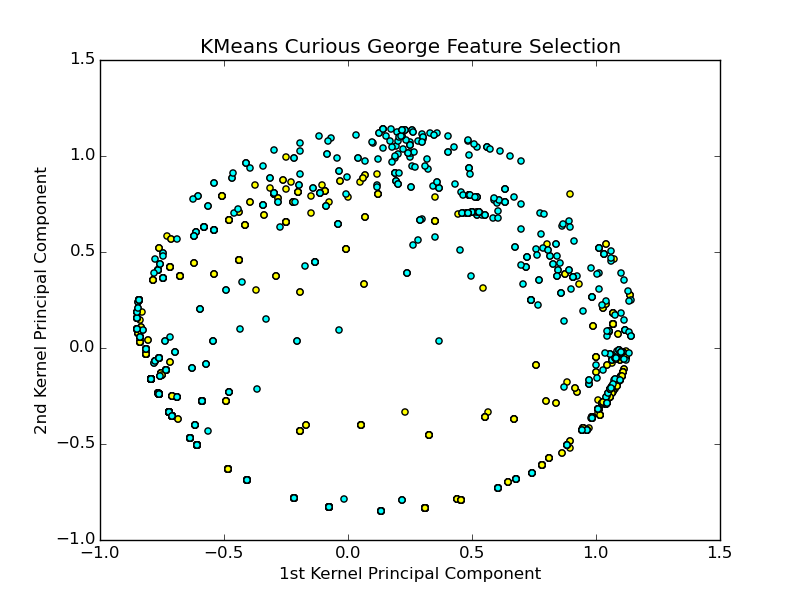 KMeans Curious George Feature Selection
1.5
1.0
0.5
0.0
−0.5
−1.0
2nd Kernel Principal Component
−1.0 −0.5 0.0 0.5 1.0 1.5
1st Kernel Principal Component